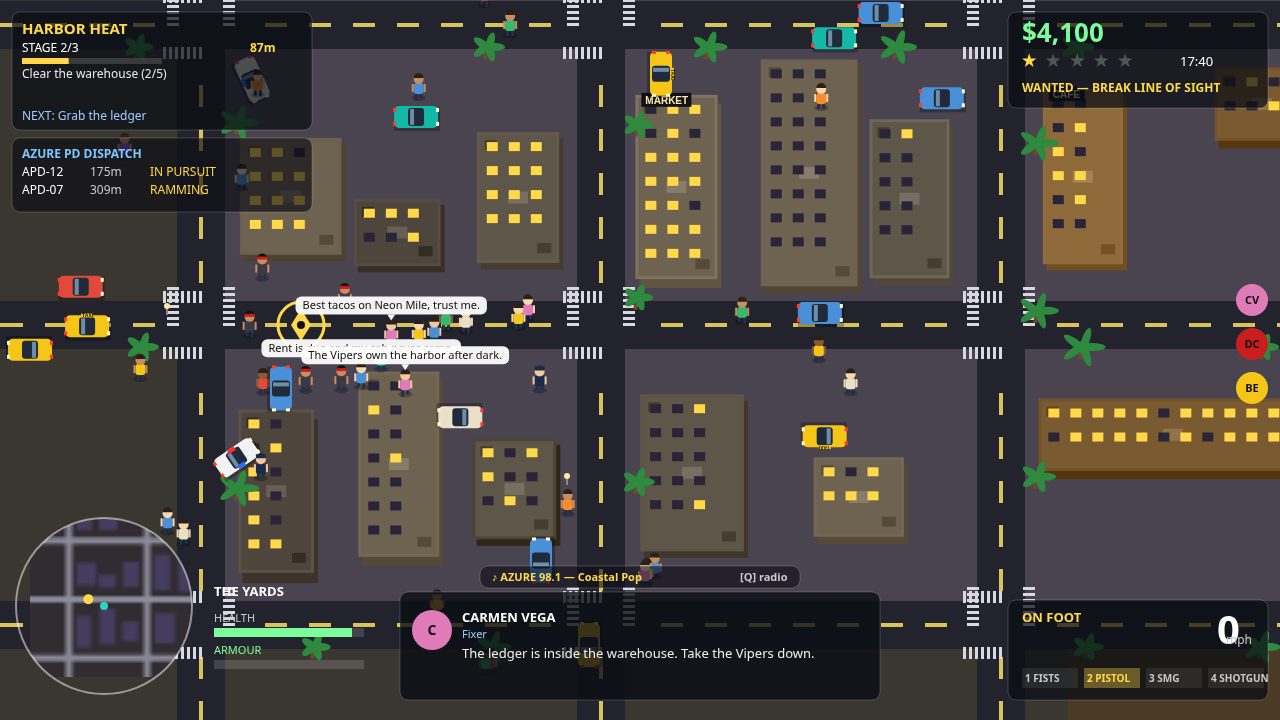 HARBOR HEAT
STAGE 2/3
87m
Clear the warehouse (2/5)
NEXT: Grab the ledger
AZURE PD DISPATCH
APD-12 175m IN PURSUIT
APD-07 309m RAMMING
$4,100
★ ★ ★ ★ ★ 17:40
WANTED — BREAK LINE OF SIGHT
CAFE
MARKET
Best tacos on Neon Mile, trust me.
Rent is due and my
The Vipers own the harbor after dark.
CV
DC
BE
♪ AZURE 98.1 — Coastal Pop [Q] radio
THE YARDS
HEALTH
ARMOUR
C
CARMEN VEGA
Fixer
The ledger is inside the warehouse. Take the Vipers down.
ON FOOT
0 mph
1 FISTS 2 PISTOL 3 SMG 4 SHOTGUN